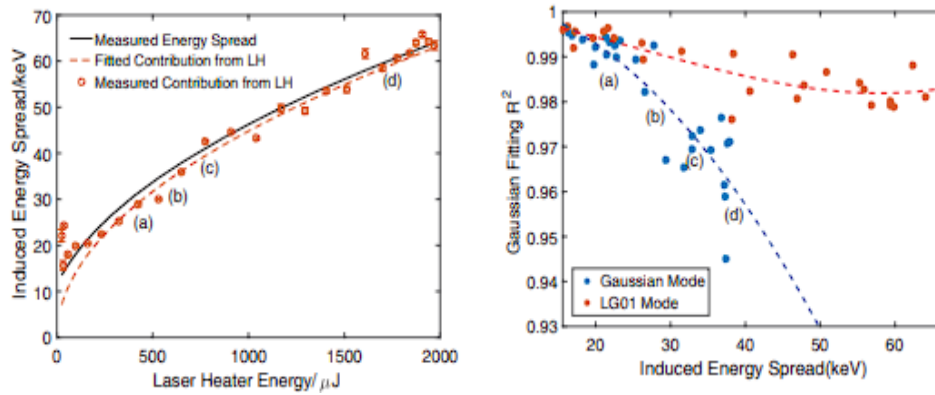 70
60
50
40
30
20
10
0
Induced Energy Spread/keV
Measured Energy Spread
Fitted Contribution from LH
Measured Contribution from LH
(a)
(b)
(c)
(d)
0 500 1000 1500 2000
Laser Heater Energy/ μJ
1
0.99
0.98
0.97
0.96
0.95
0.94
0.93
Gaussian Fitting R²
(a)
(b)
(c)
(d)
Gaussian Mode
LG01 Mode
20 30 40 50 60
Induced Energy Spread(keV)